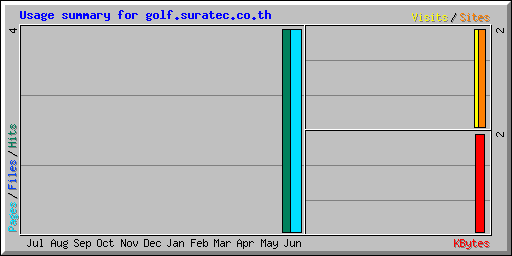 Usage summary for golf.suratec.co.th
Visits/Sites
4
2
2
Pages/Files/Hits
Jul Aug Sep Oct Nov Dec Jan Feb Mar Apr May Jun
KBytes